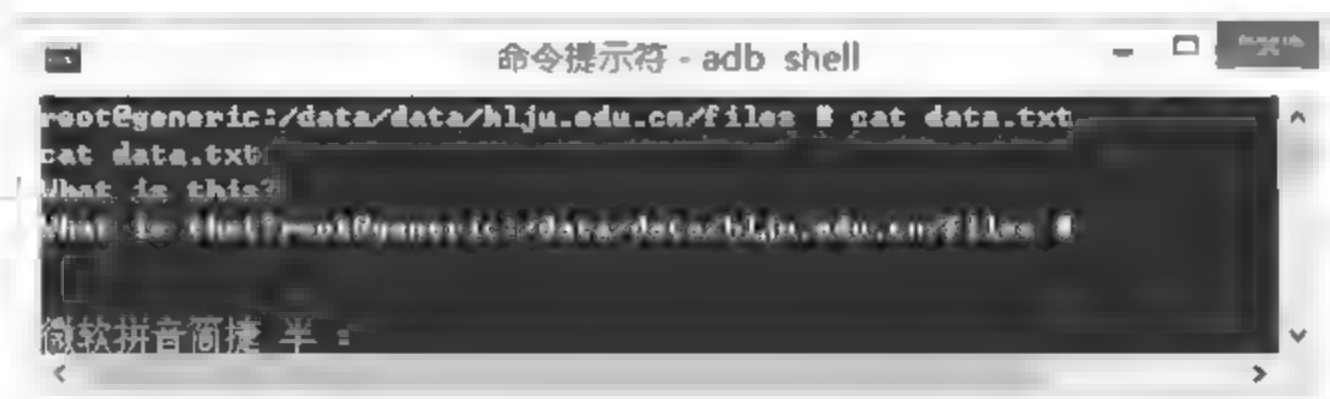 命令提示符 - adb shell
root@generic:/data/data/hlju.edu.cn/files # cat data.txt
cat data.txt
What is this?
What is that?root@generic:/data/data/hlju.edu.cn/files #
微软拼音简捷 半 :